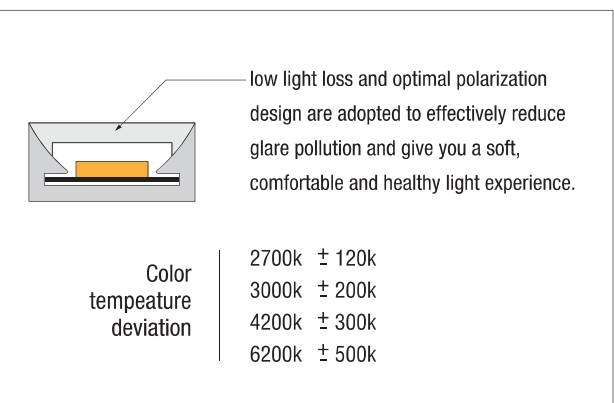 low light loss and optimal polarization
design are adopted to effectively reduce
glare pollution and give you a soft,
comfortable and healthy light experience.
Color
tempeature
deviation
2700k ± 120k
3000k ± 200k
4200k ± 300k
6200k ± 500k